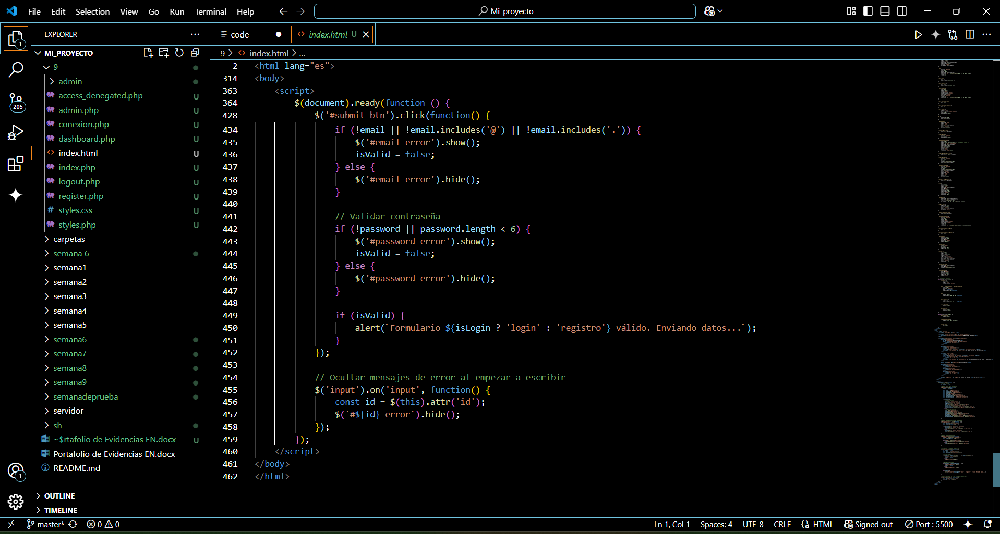 File Edit Selection View Go Run Terminal Help
Mi_proyecto
EXPLORER
MI_PROYECTO
9
admin
access_denegated.php U
admin.php U
conexion.php U
dashboard.php U
index.html U
index.php U
logout.php U
register.php U
styles.css U
styles.php U
carpetas
semana 6
semana1
semana2
semana3
semana4
semana5
semana6
semana7
semana8
semana9
semanadeprueba
servidor
sh
~$rtafolio de Evidencias EN.docx U
Portafolio de Evidencias EN.docx
README.md
OUTLINE
TIMELINE
1
205
1
code
index.html U
9 > index.html > ...
2 <html lang="es">
314 <body>
363 <script>
364 $(document).ready(function () {
428 $('#submit-btn').click(function() {
434 if (!email || !email.includes('@') || !email.includes('.')) {
435 $('#email-error').show();
436 isValid = false;
437 } else {
438 $('#email-error').hide();
439 }
440
441 // Validar contraseña
442 if (!password || password.length < 6) {
443 $('#password-error').show();
444 isValid = false;
445 } else {
446 $('#password-error').hide();
447 }
448
449 if (isValid) {
450 alert(`Formulario ${isLogin ? 'login' : 'registro'} válido. Enviando datos...`);
451 }
452 });
453
454 // Ocultar mensajes de error al empezar a escribir
455 $('input').on('input', function() {
456 const id = $(this).attr('id');
457 $(`#${id}-error`).hide();
458 });
459 });
460 </script>
461 </body>
462 </html>
master* 0 0
Ln 1, Col 1 Spaces: 4 UTF-8 CRLF HTML Signed out Port : 5500